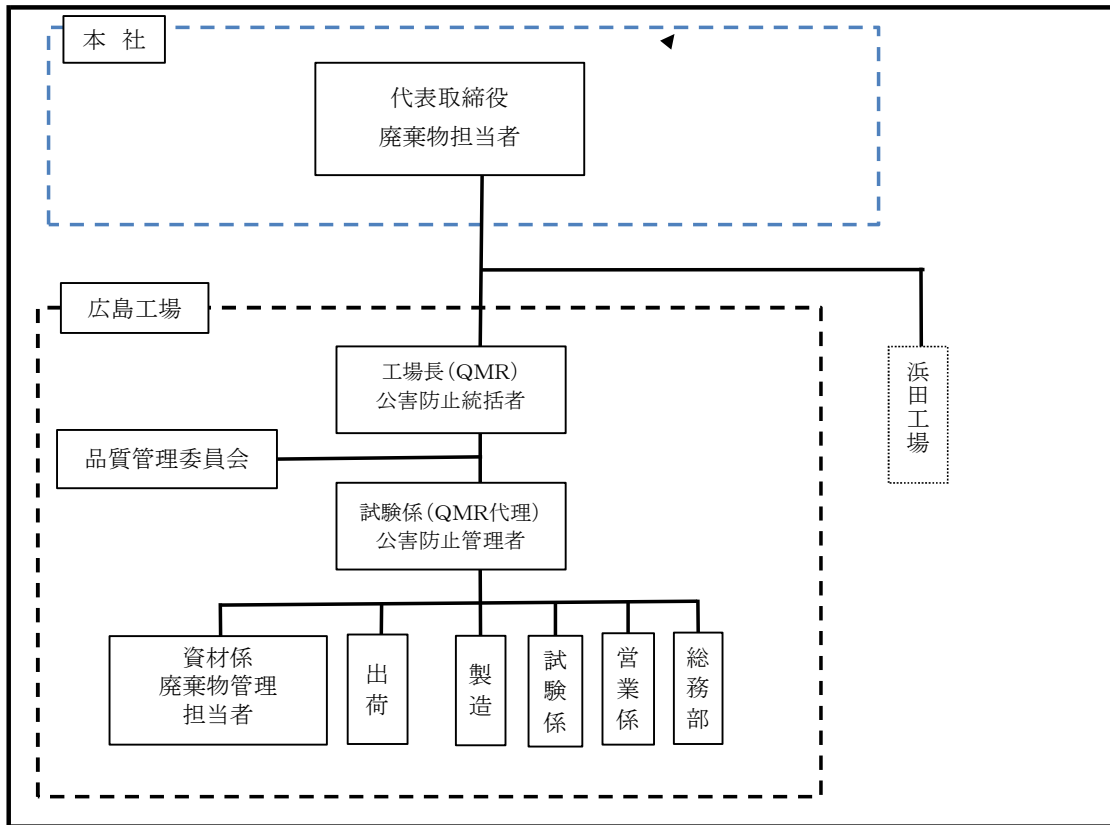 本 社
代表取締役
廃棄物担当者
広島工場
工場長(QMR)
公害防止統括者
浜田工場
品質管理委員会
試験係(QMR代理)
公害防止管理者
資材係
廃棄物管理
担当者
出荷
製造
試験係
営業係
総務部